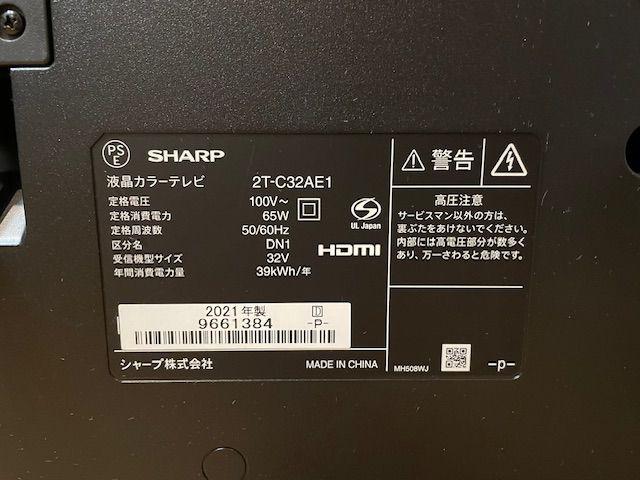 PS
E
SHARP
液晶カラーテレビ 2T-C32AE1
定格電圧 100V～
定格消費電力 65W
定格周波数 50/60Hz
区分名 DN1
受信機型サイズ 32V
年間消費電力量 39kWh/年
S
UL Japan
HDMI
2021年製 D
9661384 -P-
シャープ株式会社 MADE IN CHINA
警告
高圧注意
サービスマン以外の方は、
裏ぶたをあけないでください。
内部には高電圧部分が数多く
あり、万一さわると危険です。
MH508WJ -p-